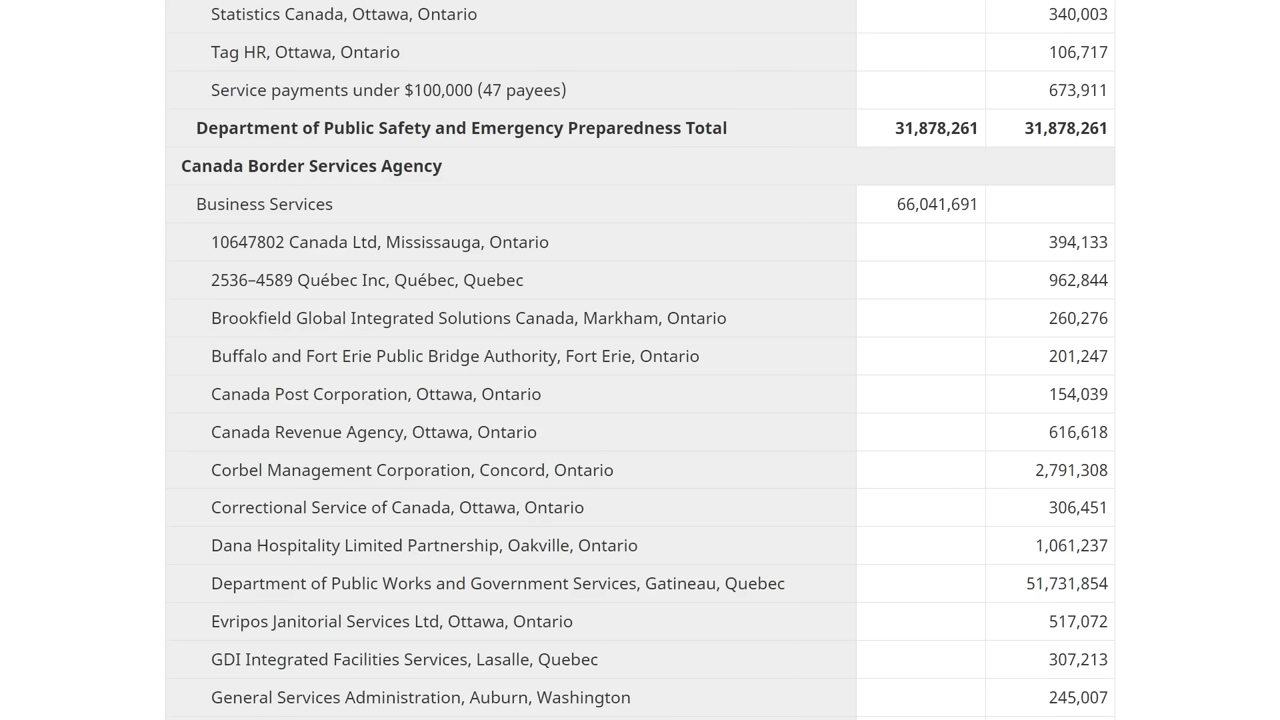 Statistics Canada, Ottawa, Ontario 340,003
Tag HR, Ottawa, Ontario 106,717
Service payments under $100,000 (47 payees) 673,911
Department of Public Safety and Emergency Preparedness Total 31,878,261 31,878,261
Canada Border Services Agency
Business Services 66,041,691
10647802 Canada Ltd, Mississauga, Ontario 394,133
2536–4589 Québec Inc, Québec, Quebec 962,844
Brookfield Global Integrated Solutions Canada, Markham, Ontario 260,276
Buffalo and Fort Erie Public Bridge Authority, Fort Erie, Ontario 201,247
Canada Post Corporation, Ottawa, Ontario 154,039
Canada Revenue Agency, Ottawa, Ontario 616,618
Corbel Management Corporation, Concord, Ontario 2,791,308
Correctional Service of Canada, Ottawa, Ontario 306,451
Dana Hospitality Limited Partnership, Oakville, Ontario 1,061,237
Department of Public Works and Government Services, Gatineau, Quebec 51,731,854
Evripos Janitorial Services Ltd, Ottawa, Ontario 517,072
GDI Integrated Facilities Services, Lasalle, Quebec 307,213
General Services Administration, Auburn, Washington 245,007